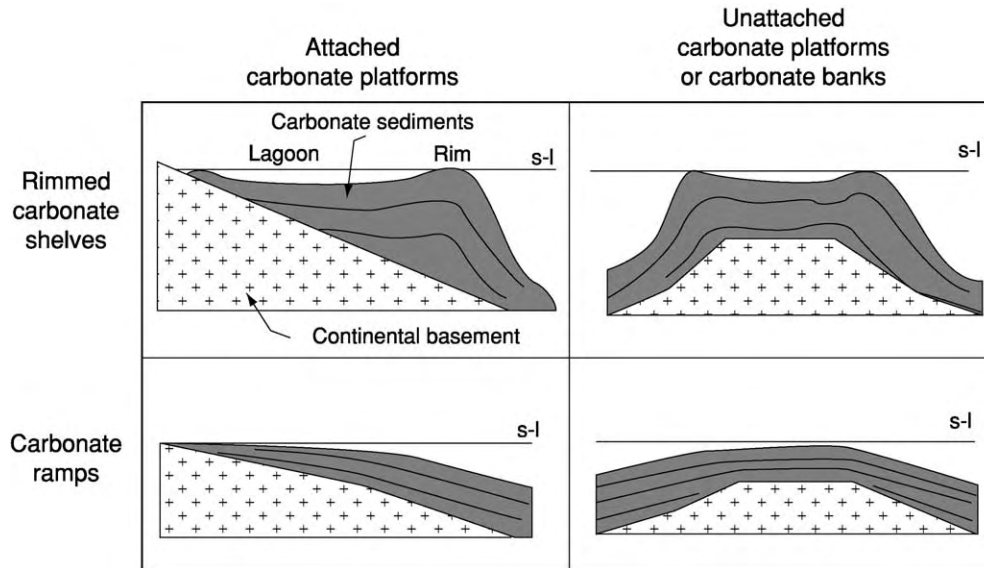 Attached
carbonate platforms
Unattached
carbonate platforms
or carbonate banks
Rimmed
carbonate
shelves
Carbonate sediments
Lagoon
Rim
s-l
Continental basement
s-l
Carbonate
ramps
s-l
s-l